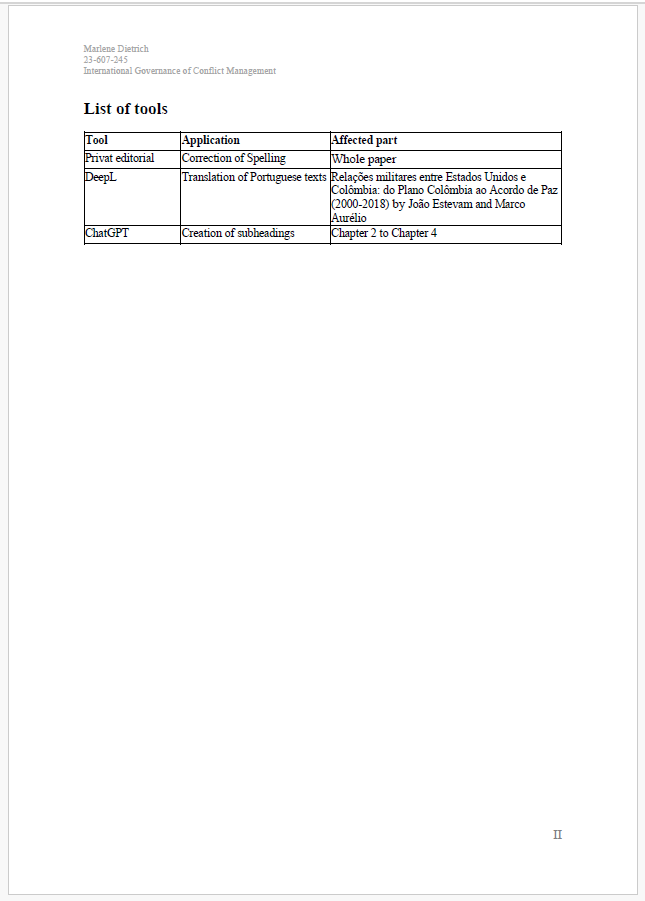 Marlene Dietrich
23-607-245
International Governance of Conflict Management
List of tools
Tool Application Affected part
Privat editorial Correction of Spelling Whole paper
DeepL Translation of Portuguese texts Relações militares entre Estados Unidos e
Colômbia: do Plano Colômbia ao Acordo de Paz
(2000-2018) by João Estevam and Marco
Aurélio
ChatGPT Creation of subheadings Chapter 2 to Chapter 4
II